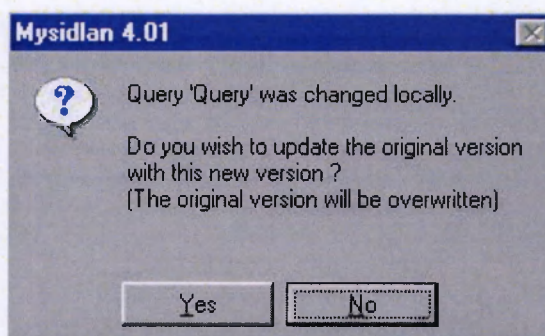 Mysidlan 4.01
?
Query 'Query' was changed locally.
Do you wish to update the original version
with this new version ?
(The original version will be overwritten)
Yes
No